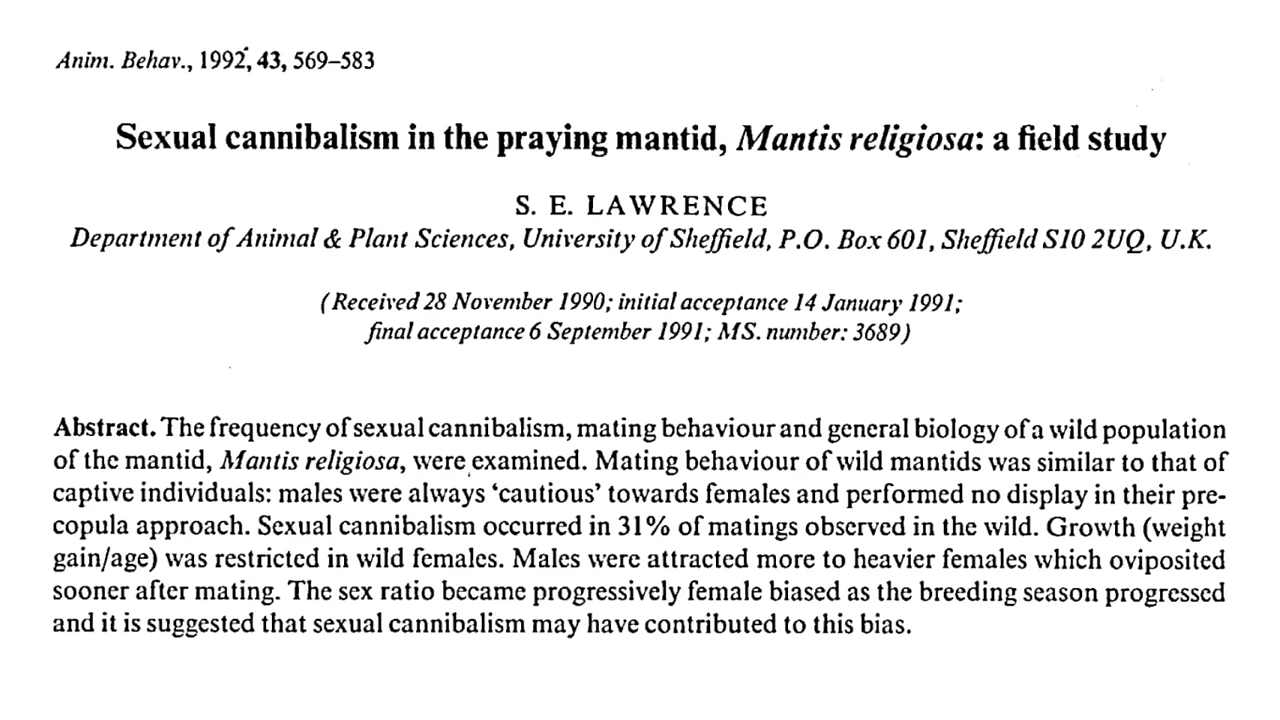 Anim. Behav., 1992, 43, 569–583
Sexual cannibalism in the praying mantid, Mantis religiosa: a field study
S. E. LAWRENCE
Department of Animal & Plant Sciences, University of Sheffield, P.O. Box 601, Sheffield S10 2UQ, U.K.
(Received 28 November 1990; initial acceptance 14 January 1991;
final acceptance 6 September 1991; MS. number: 3689)
Abstract. The frequency of sexual cannibalism, mating behaviour and general biology of a wild population
of the mantid, Mantis religiosa, were examined. Mating behaviour of wild mantids was similar to that of
captive individuals: males were always ‘cautious’ towards females and performed no display in their pre-
copula approach. Sexual cannibalism occurred in 31% of matings observed in the wild. Growth (weight
gain/age) was restricted in wild females. Males were attracted more to heavier females which oviposited
sooner after mating. The sex ratio became progressively female biased as the breeding season progressed
and it is suggested that sexual cannibalism may have contributed to this bias.